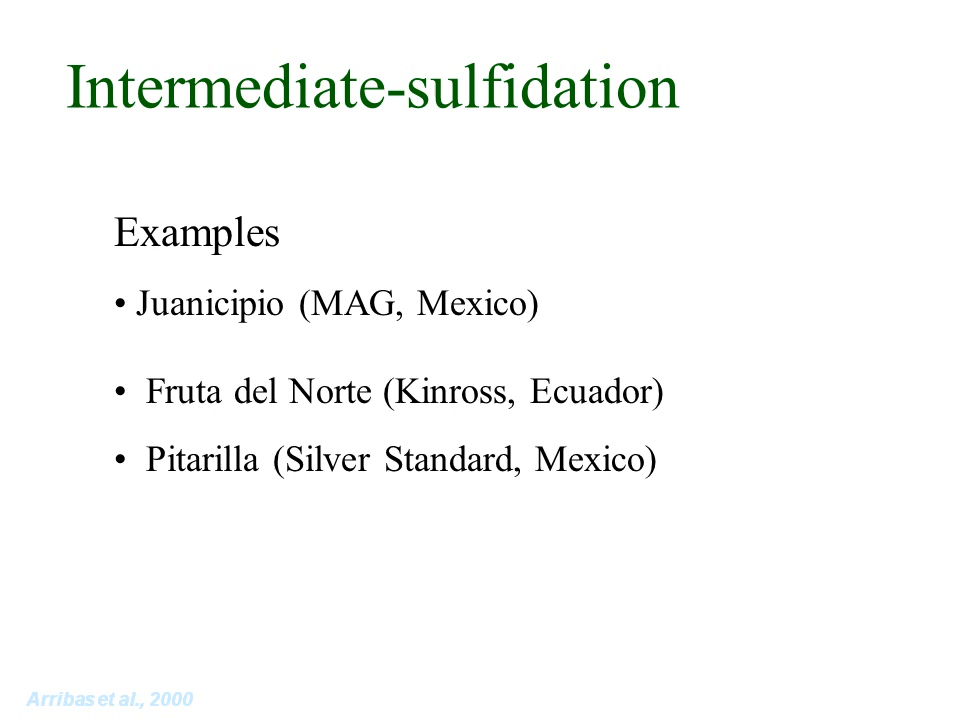 Intermediate-sulfidation
Examples
• Juanicipio (MAG, Mexico)
• Fruta del Norte (Kinross, Ecuador)
• Pitarilla (Silver Standard, Mexico)
Arribas et al., 2000